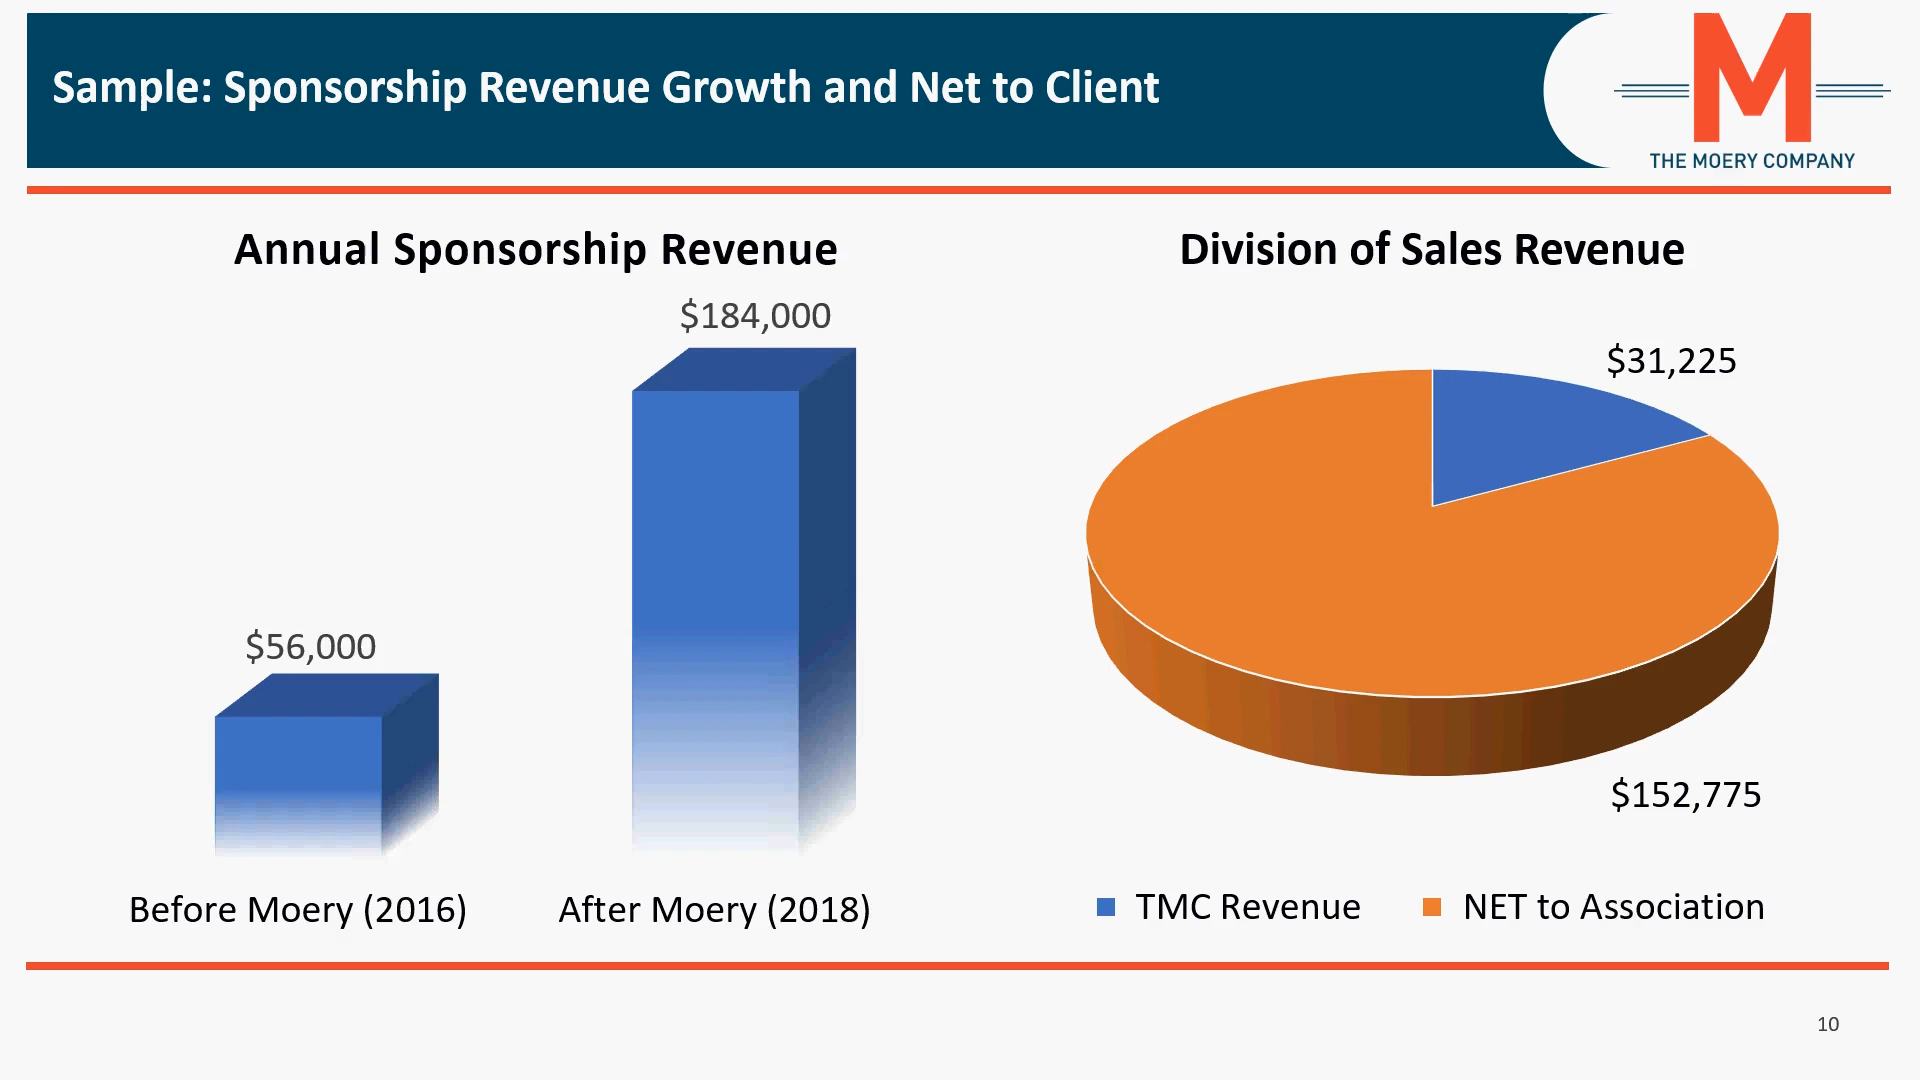 Sample: Sponsorship Revenue Growth and Net to Client
M
THE MOERY COMPANY
Annual Sponsorship Revenue
$184,000
$56,000
Before Moery (2016)
After Moery (2018)
Division of Sales Revenue
$31,225
$152,775
TMC Revenue
NET to Association
10